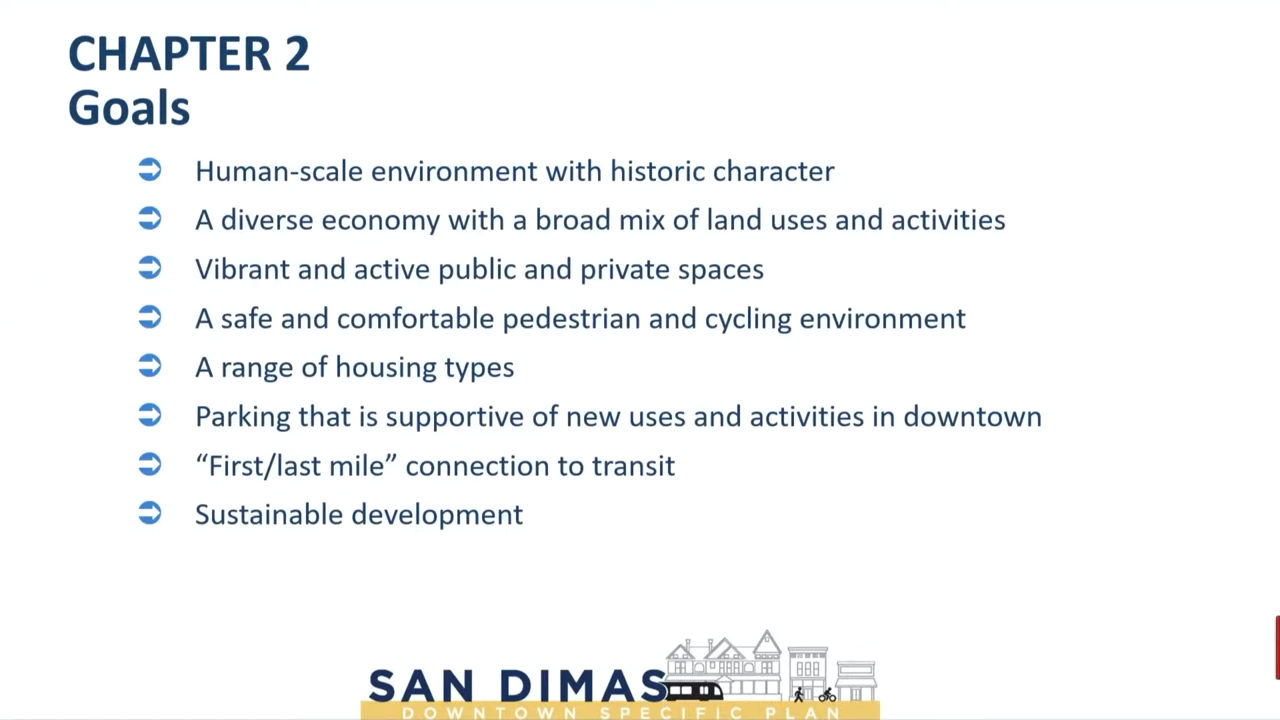 CHAPTER 2
Goals
Human-scale environment with historic character
A diverse economy with a broad mix of land uses and activities
Vibrant and active public and private spaces
A safe and comfortable pedestrian and cycling environment
A range of housing types
Parking that is supportive of new uses and activities in downtown
“First/last mile” connection to transit
Sustainable development
SAN DIMAS
DOWNTOWN SPECIFIC PLAN